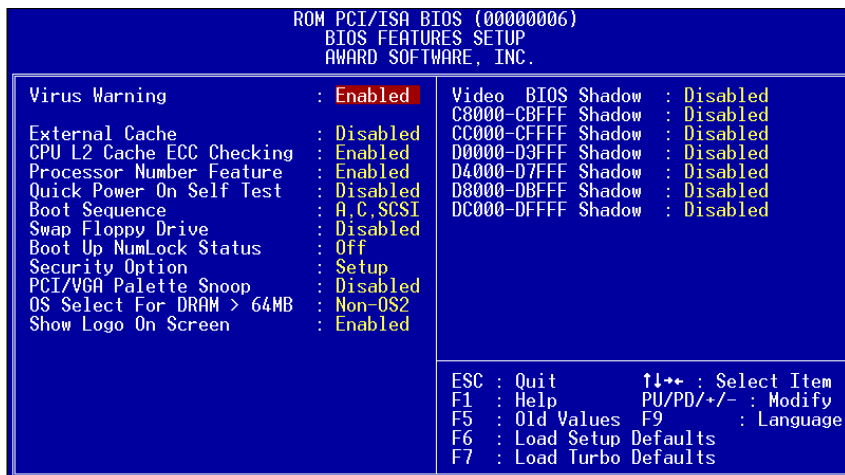 ROM PCI/ISA BIOS (00000006)
BIOS FEATURES SETUP
AWARD SOFTWARE, INC.
Virus Warning : Enabled
External Cache : Disabled
CPU L2 Cache ECC Checking : Enabled
Processor Number Feature : Enabled
Quick Power On Self Test : Disabled
Boot Sequence : A,C,SCSI
Swap Floppy Drive : Disabled
Boot Up NumLock Status : Off
Security Option : Setup
PCI/VGA Palette Snoop : Disabled
OS Select For DRAM > 64MB : Non-OS2
Show Logo On Screen : Enabled
Video BIOS Shadow : Disabled
C8000-CBFFF Shadow : Disabled
CC000-CFFFF Shadow : Disabled
D0000-D3FFF Shadow : Disabled
D4000-D7FFF Shadow : Disabled
D8000-DBFFF Shadow : Disabled
DC000-DFFFF Shadow : Disabled
ESC : Quit ↑↓→← : Select Item
F1 : Help PU/PD/+/- : Modify
F5 : Old Values F9 : Language
F6 : Load Setup Defaults
F7 : Load Turbo Defaults